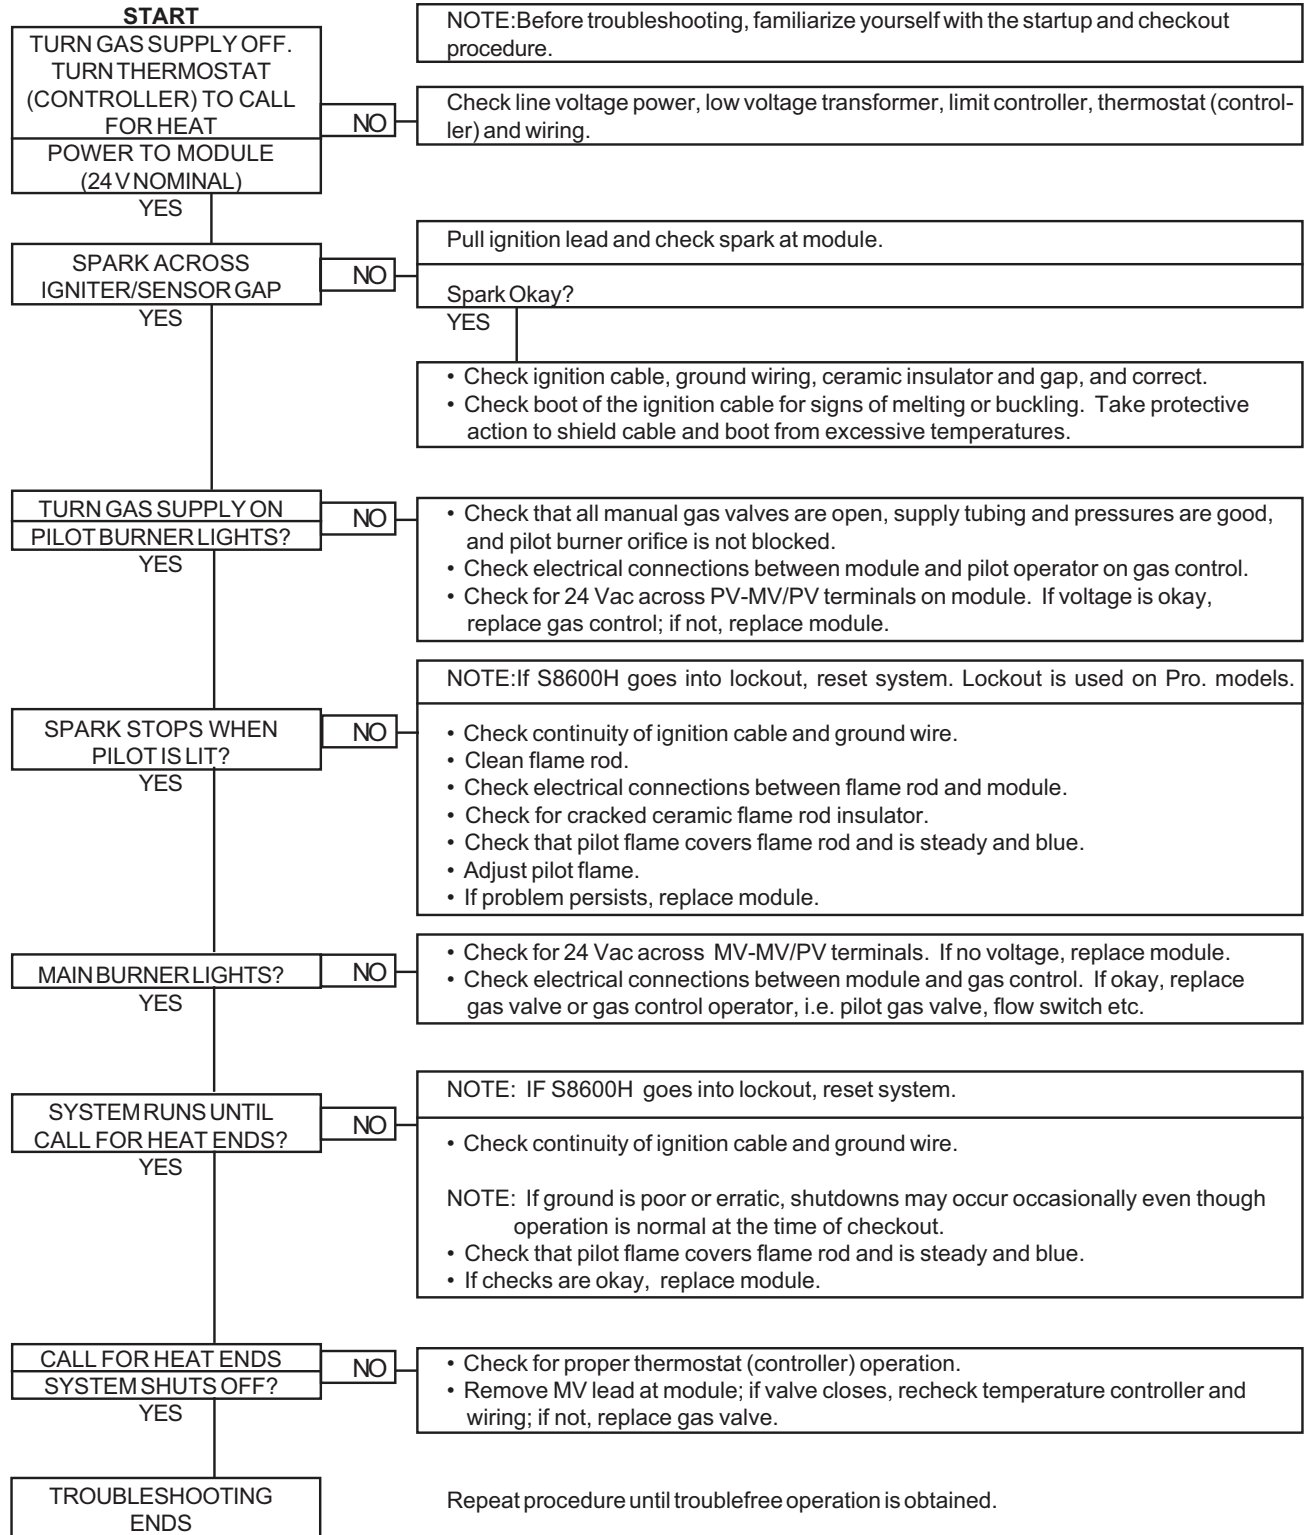 START
TURN GAS SUPPLY OFF.
TURN THERMOSTAT
(CONTROLLER) TO CALL
FOR HEAT
POWER TO MODULE
(24 V NOMINAL)
YES
NO
NOTE:Before troubleshooting, familiarize yourself with the startup and checkout
procedure.
Check line voltage power, low voltage transformer, limit controller, thermostat (control-
ler) and wiring.
SPARK ACROSS
IGNITER/SENSOR GAP
YES
NO
Pull ignition lead and check spark at module.
Spark Okay?
YES
• Check ignition cable, ground wiring, ceramic insulator and gap, and correct.
• Check boot of the ignition cable for signs of melting or buckling. Take protective
action to shield cable and boot from excessive temperatures.
TURN GAS SUPPLY ON
PILOT BURNER LIGHTS?
YES
NO
• Check that all manual gas valves are open, supply tubing and pressures are good,
and pilot burner orifice is not blocked.
• Check electrical connections between module and pilot operator on gas control.
• Check for 24 Vac across PV-MV/PV terminals on module. If voltage is okay,
replace gas control; if not, replace module.
SPARK STOPS WHEN
PILOT IS LIT?
YES
NO
NOTE:If S8600H goes into lockout, reset system. Lockout is used on Pro. models.
• Check continuity of ignition cable and ground wire.
• Clean flame rod.
• Check electrical connections between flame rod and module.
• Check for cracked ceramic flame rod insulator.
• Check that pilot flame covers flame rod and is steady and blue.
• Adjust pilot flame.
• If problem persists, replace module.
MAIN BURNER LIGHTS?
YES
NO
• Check for 24 Vac across MV-MV/PV terminals. If no voltage, replace module.
• Check electrical connections between module and gas control. If okay, replace
gas valve or gas control operator, i.e. pilot gas valve, flow switch etc.
SYSTEM RUNS UNTIL
CALL FOR HEAT ENDS?
YES
NO
NOTE: IF S8600H goes into lockout, reset system.
• Check continuity of ignition cable and ground wire.
NOTE: If ground is poor or erratic, shutdowns may occur occasionally even though
operation is normal at the time of checkout.
• Check that pilot flame covers flame rod and is steady and blue.
• If checks are okay, replace module.
CALL FOR HEAT ENDS
SYSTEM SHUTS OFF?
YES
NO
• Check for proper thermostat (controller) operation.
• Remove MV lead at module; if valve closes, recheck temperature controller and
wiring; if not, replace gas valve.
TROUBLESHOOTING
ENDS
Repeat procedure until troublefree operation is obtained.